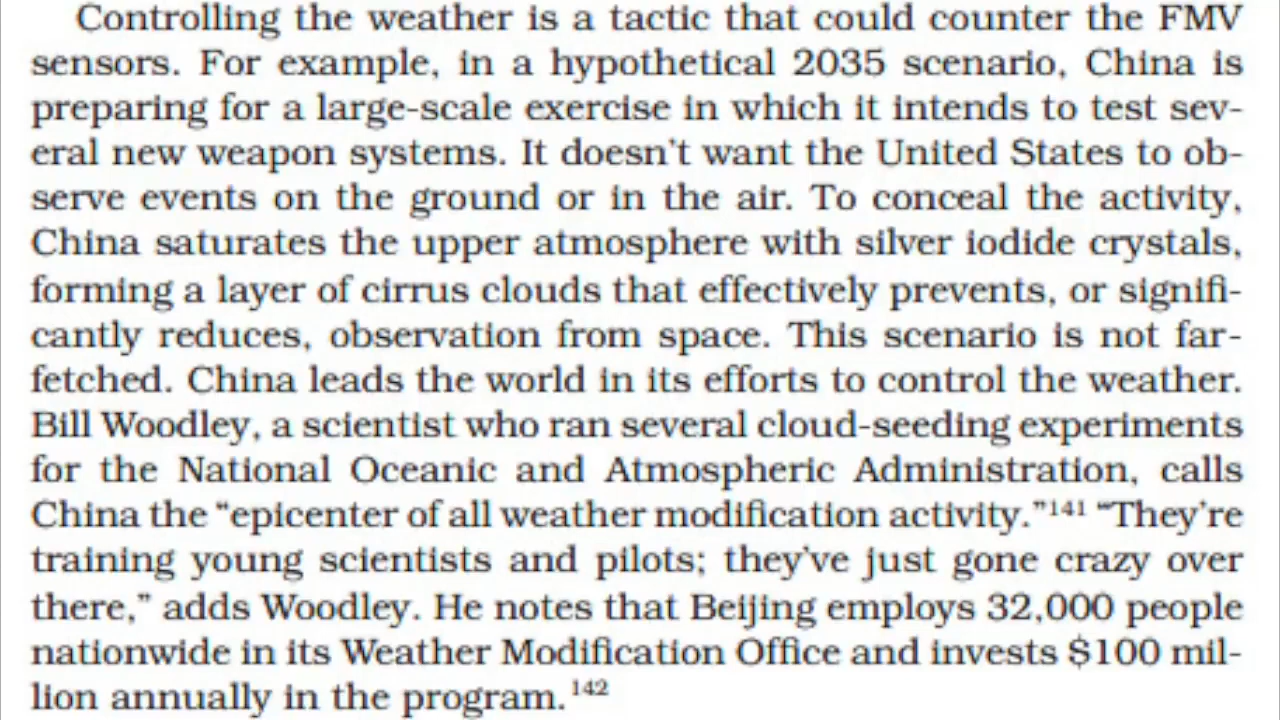 Controlling the weather is a tactic that could counter the FMV
sensors. For example, in a hypothetical 2035 scenario, China is
preparing for a large-scale exercise in which it intends to test sev-
eral new weapon systems. It doesn't want the United States to ob-
serve events on the ground or in the air. To conceal the activity,
China saturates the upper atmosphere with silver iodide crystals,
forming a layer of cirrus clouds that effectively prevents, or signifi-
cantly reduces, observation from space. This scenario is not far-
fetched. China leads the world in its efforts to control the weather.
Bill Woodley, a scientist who ran several cloud-seeding experiments
for the National Oceanic and Atmospheric Administration, calls
China the “epicenter of all weather modification activity.”141 “They’re
training young scientists and pilots; they’ve just gone crazy over
there,” adds Woodley. He notes that Beijing employs 32,000 people
nationwide in its Weather Modification Office and invests $100 mil-
lion annually in the program.142